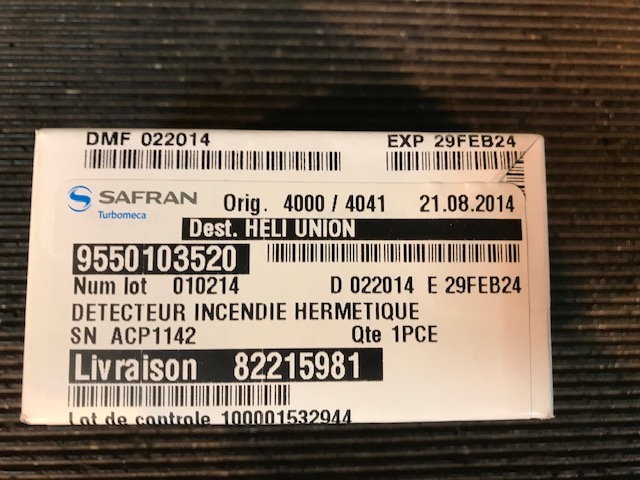 DMF 022014 EXP 29FEB24
SAFRAN
Turbomeca
Orig. 4000 / 4041 21.08.2014
Dest. HELI UNION
9550103520
Num lot 010214 D 022014 E 29FEB24
DETECTEUR INCENDIE HERMETIQUE
SN ACP1142 Qte 1PCE
Livraison 82215981
Lot de controle 100001532944